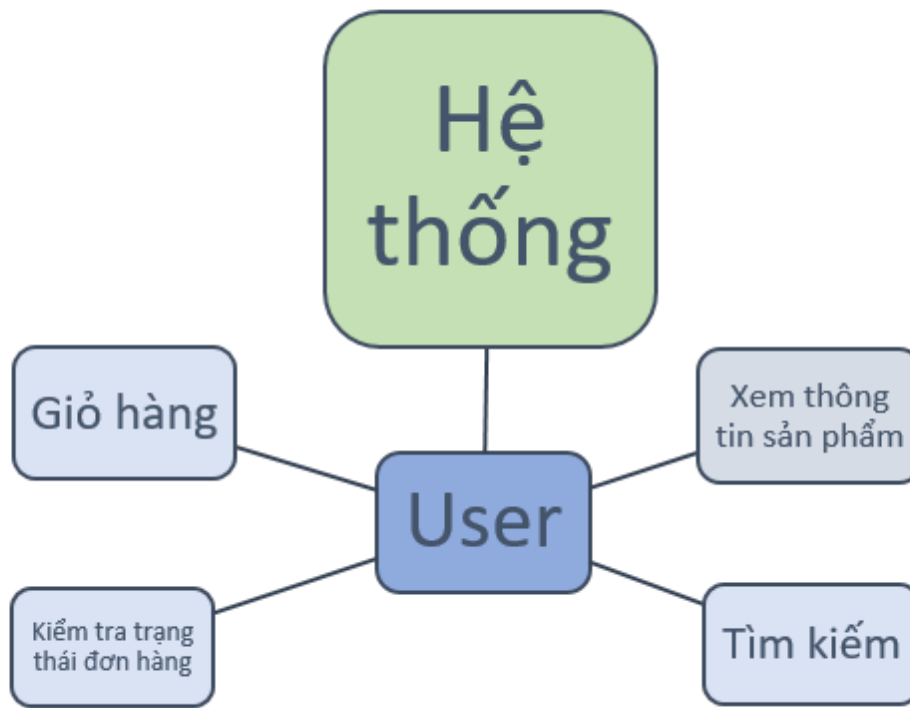 Hệ
thống
Giỏ hàng
Xem thông
tin sản phẩm
User
Kiểm tra trạng
thái đơn hàng
Tìm kiếm